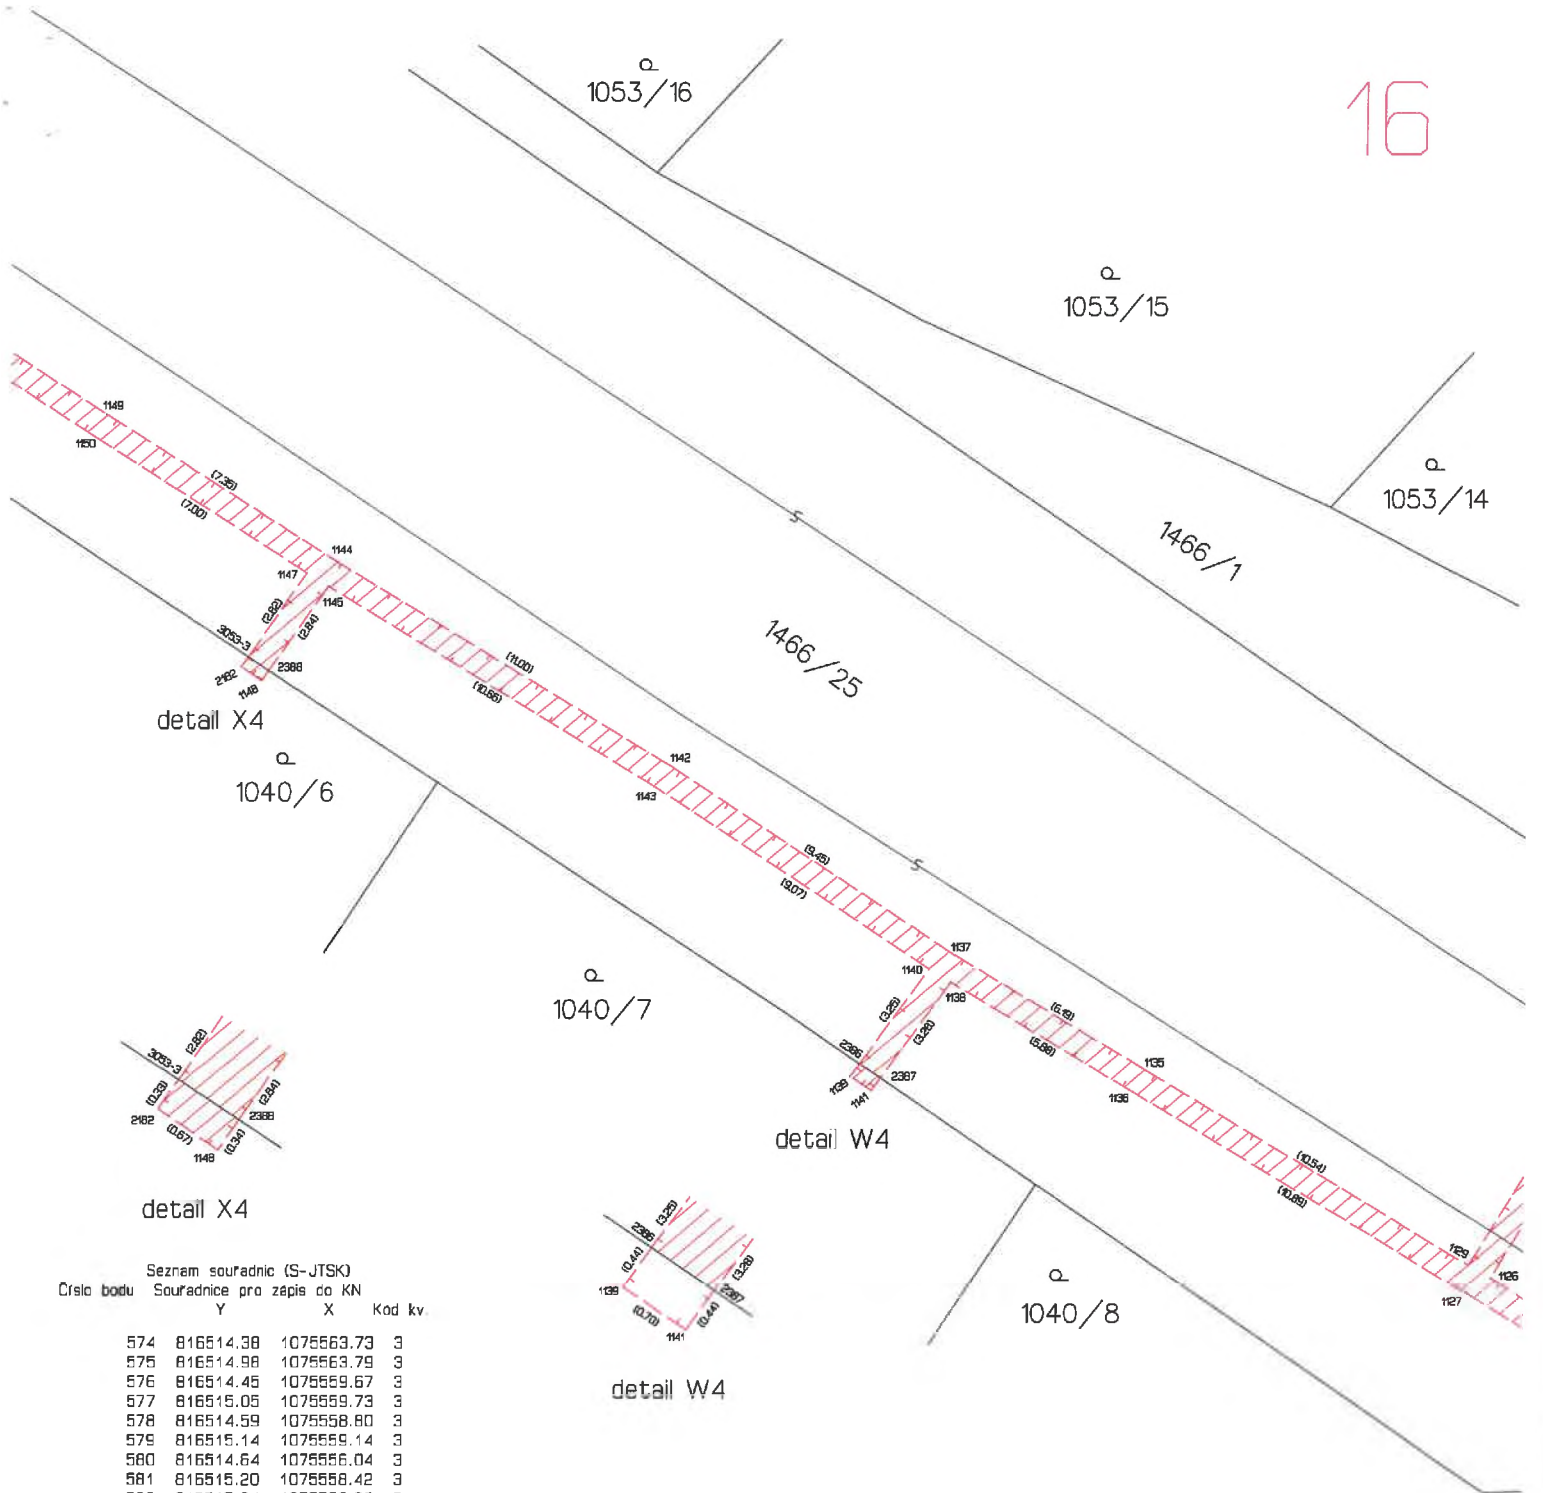 16
P
1053/16
P
1053/15
P
1053/14
1466/1
1466/25
S
S
1149
1150
(7.35)
(7.00)
1144
1147
1145
(2.82)
(2.84)
3053-3
2182
2388
1148
detail X4
P
1040/6
(11.00)
(10.66)
1142
1143
(9.45)
(9.07)
1137
1140
1138
(3.25)
(3.28)
2386
2387
1139
1141
detail W4
P
1040/7
(6.19)
(5.88)
1135
1136
(10.54)
(10.89)
1129
1126
1127
P
1040/8
(2.82)
3053-3
(0.33)
2182
(0.67)
1148
(0.34)
2388
(2.84)
detail X4
(3.25)
2386
(0.44)
1139
(0.70)
1141
(0.44)
2387
(3.28)
detail W4
Seznam souřadnic (S-JTSK)
Číslo bodu Souřadnice pro zápis do KN
Y X Kód kv.
574 816514.38 1075563.73 3
575 816514.98 1075563.79 3
576 816514.45 1075559.67 3
577 816515.05 1075559.73 3
578 816514.59 1075558.80 3
579 816515.14 1075559.14 3
580 816514.64 1075556.04 3
581 816515.20 1075558.42 3